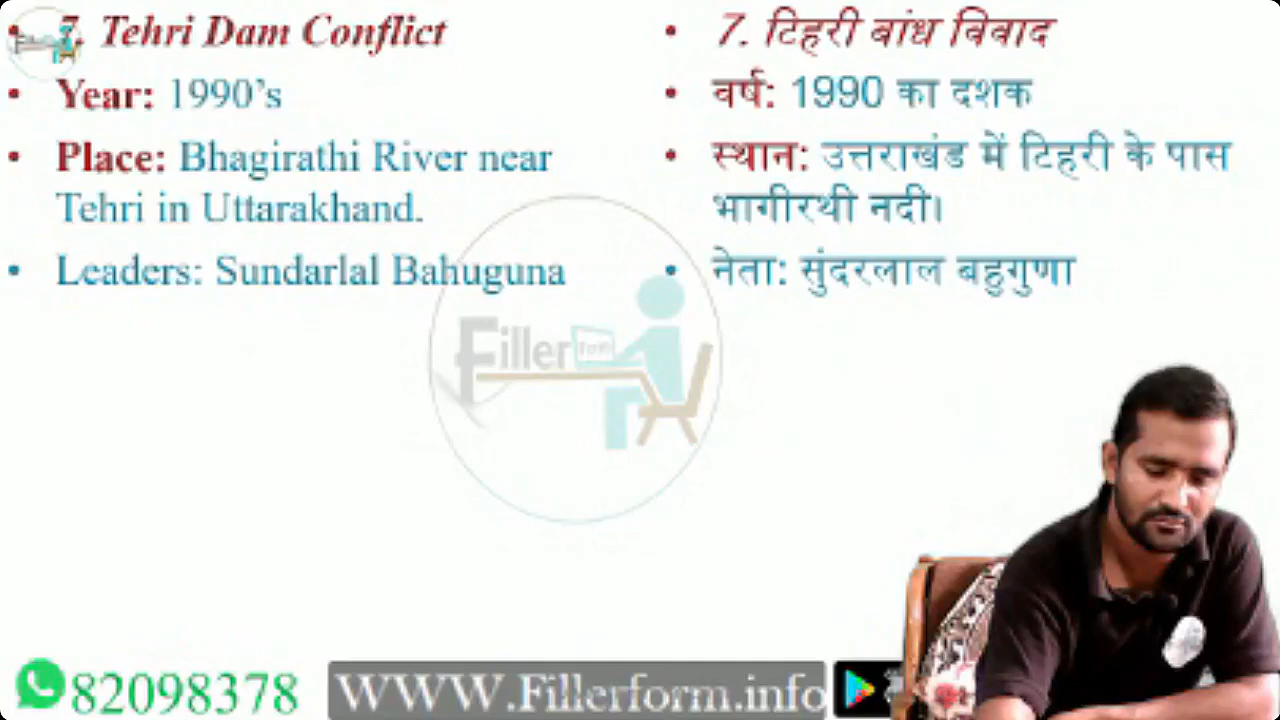 7. Tehri Dam Conflict
Year: 1990’s
Place: Bhagirathi River near
Tehri in Uttarakhand.
Leaders: Sundarlal Bahuguna
7. टिहरी बांध विवाद
वर्ष: 1990 का दशक
स्थान: उत्तराखंड में टिहरी के पास
भागीरथी नदी।
नेता: सुंदरलाल बहुगुणा
Filler form
82098378
WWW.Fillerform.info